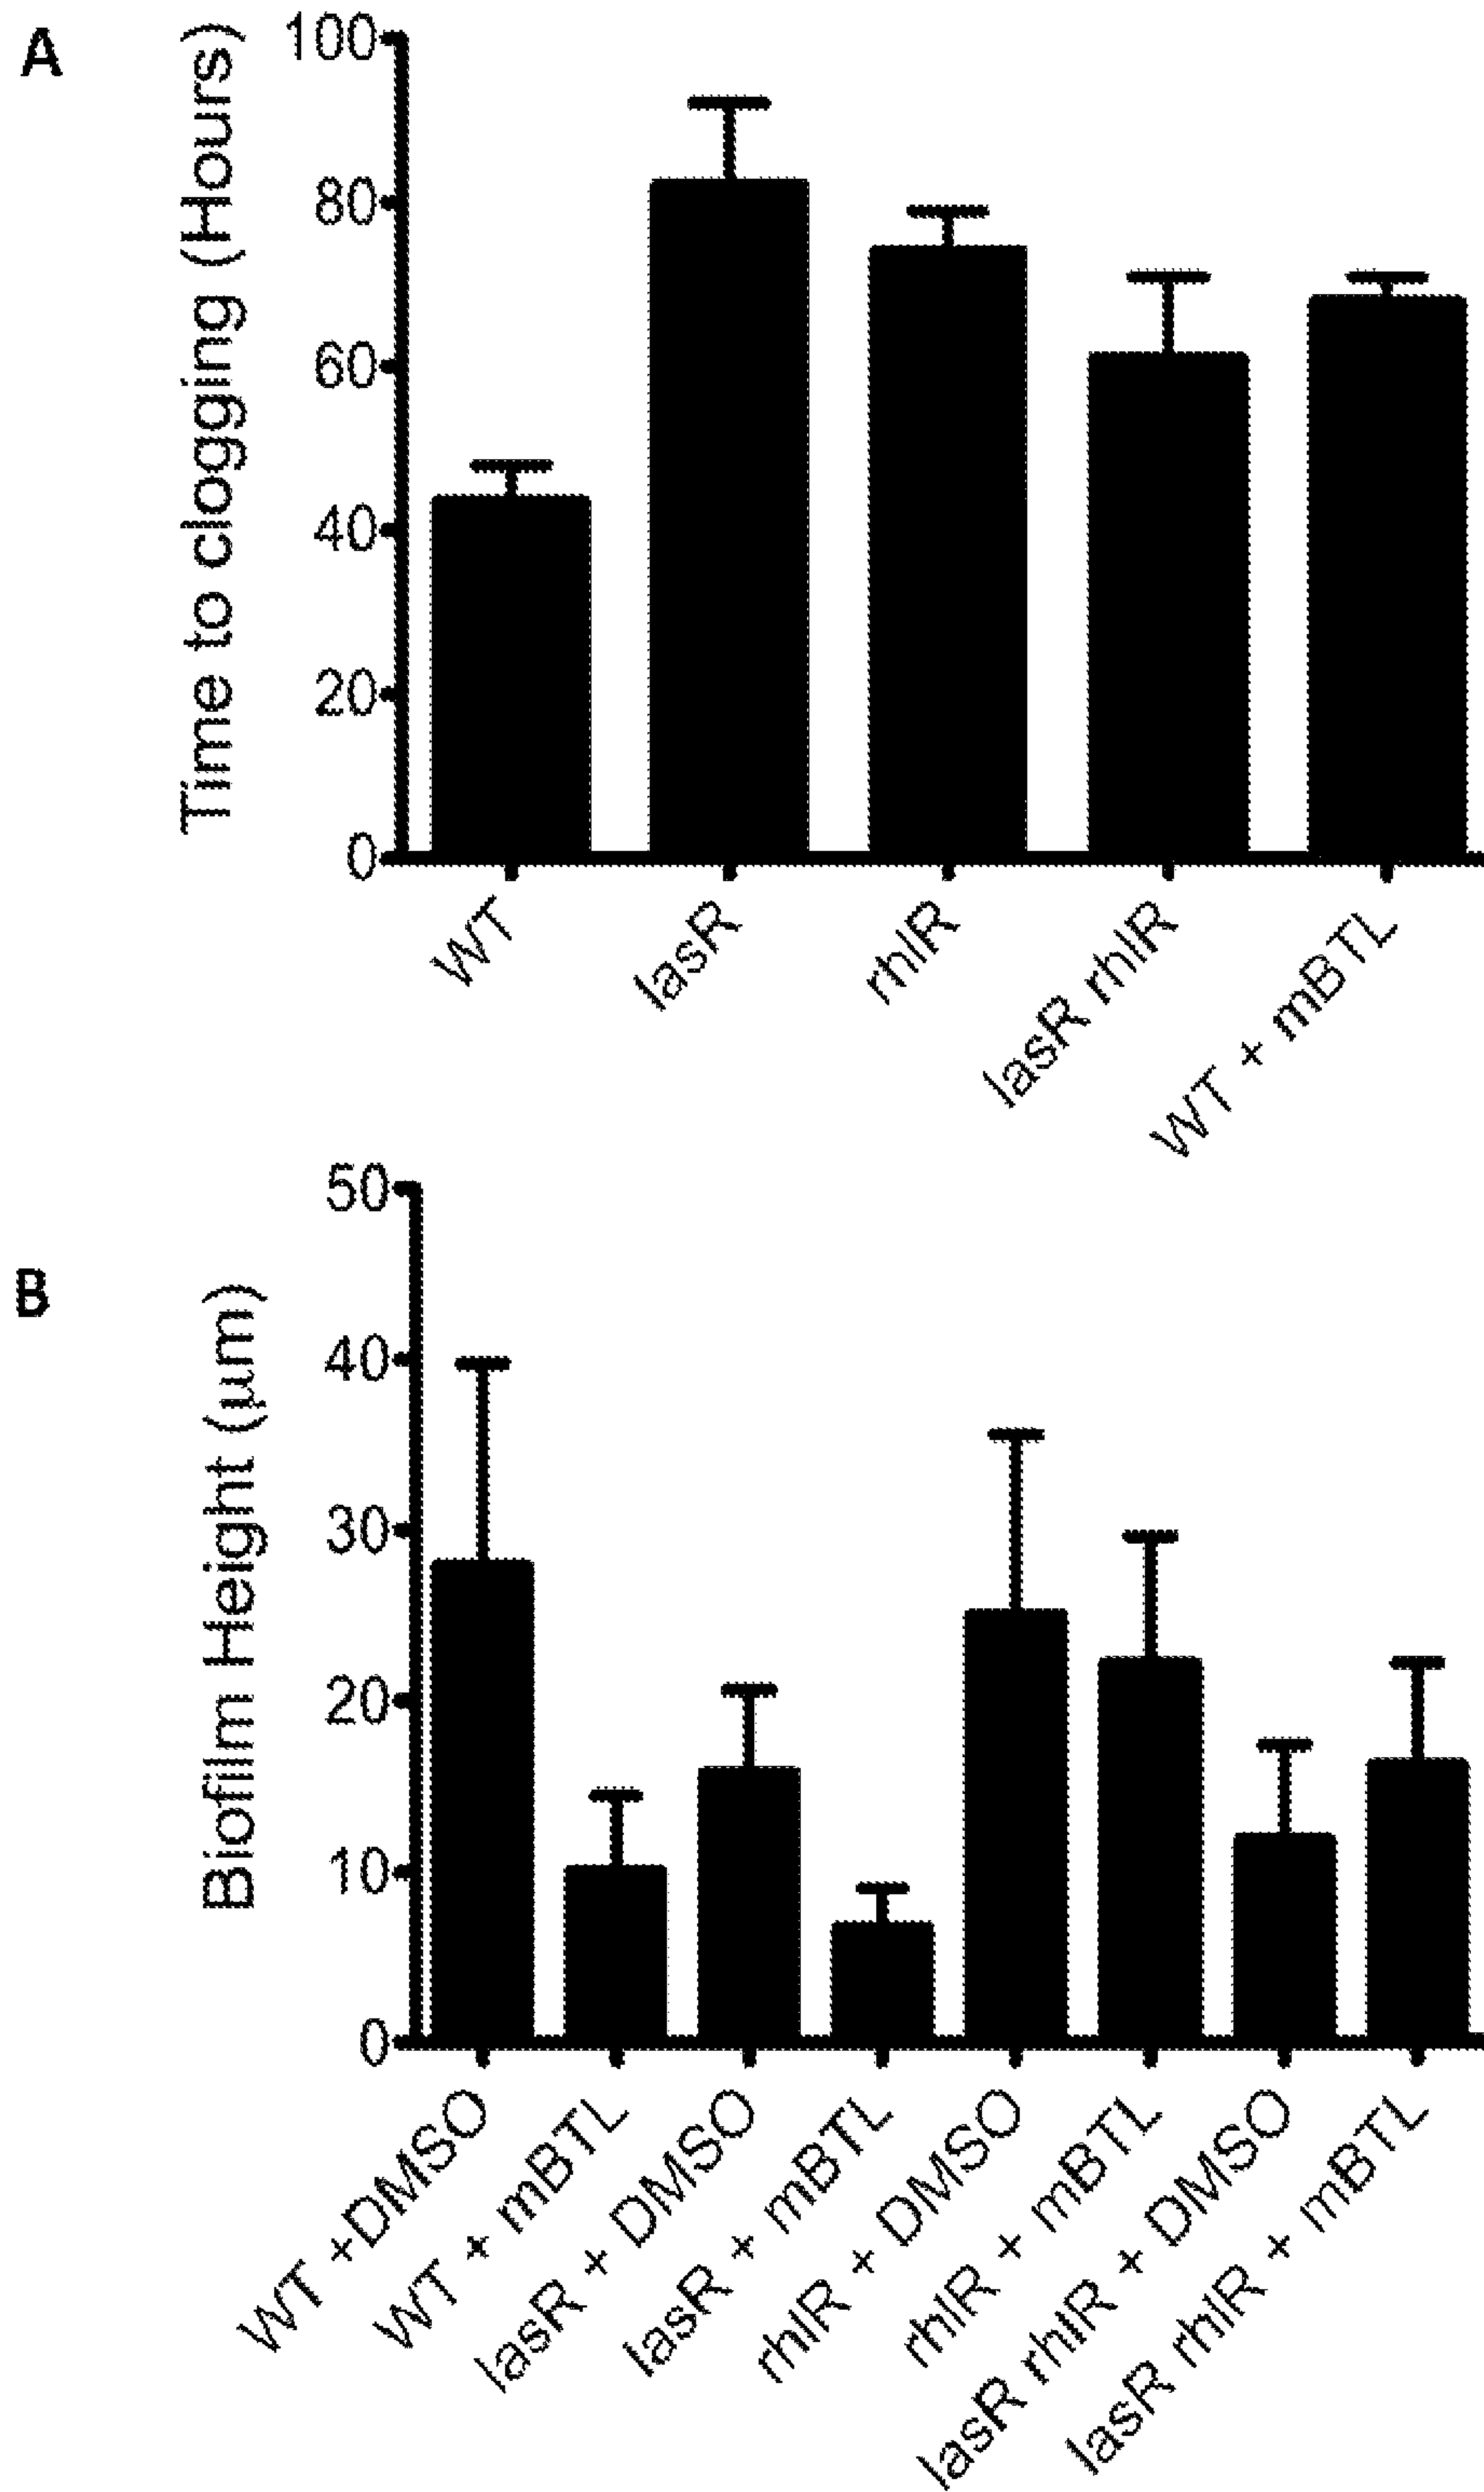 A
Time to clogging (Hours)
100
80
60
40
20
0
WT
lasR
rhlR
lasR rhlR
WT + mBTL
B
Biofilm Height (μm)
50
40
30
20
10
0
WT +DMSO
WT + mBTL
lasR + DMSO
lasR + mBTL
rhlR + DMSO
rhlR + mBTL
lasR rhlR + DMSO
lasR rhlR + mBTL